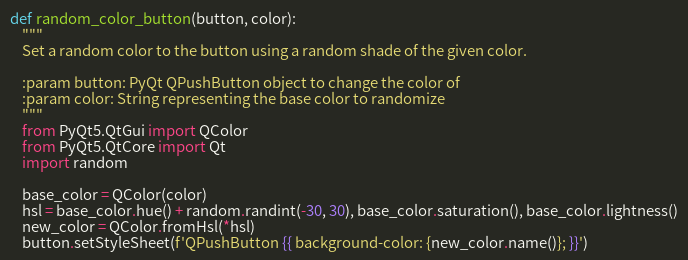 def random_color_button(button, color):
"""
Set a random color to the button using a random shade of the given color.
:param button: PyQt QPushButton object to change the color of
:param color: String representing the base color to randomize
"""
from PyQt5.QtGui import QColor
from PyQt5.QtCore import Qt
import random
base_color = QColor(color)
hsl = base_color.hue() + random.randint(-30, 30), base_color.saturation(), base_color.lightness()
new_color = QColor.fromHsl(*hsl)
button.setStyleSheet(f'QPushButton {{ background-color: {new_color.name()}; }}')